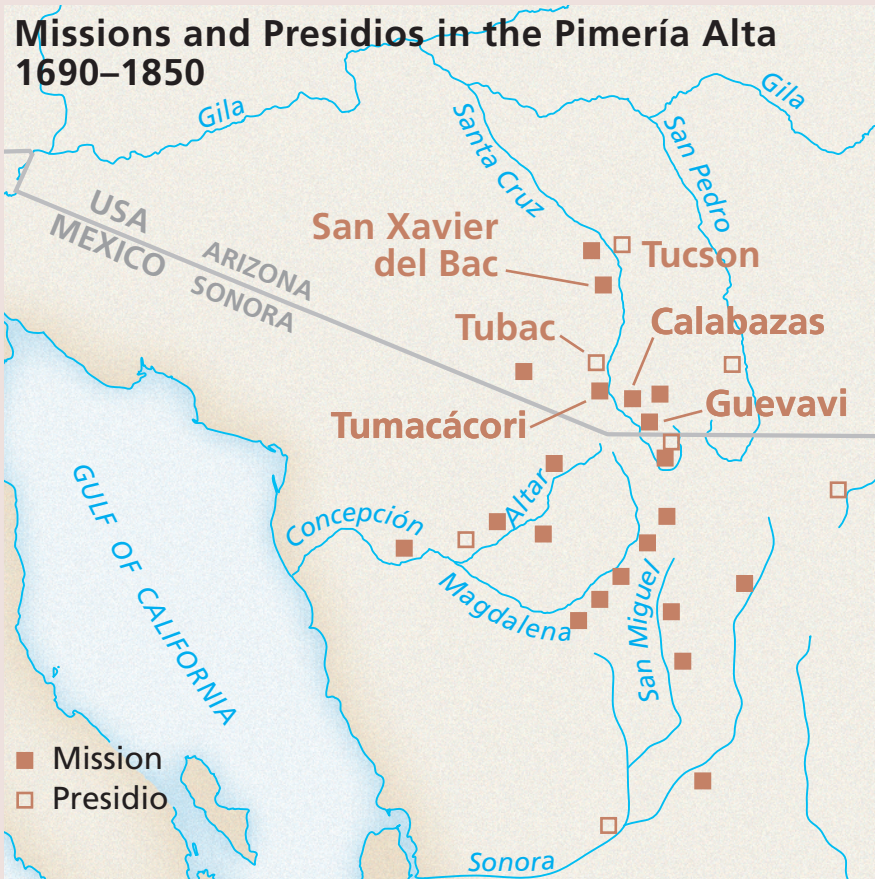 Missions and Presidios in the Pimería Alta
1690–1850
Gila
Gila
Santa Cruz
San Pedro
USA
MEXICO
ARIZONA
SONORA
San Xavier
del Bac
Tucson
Tubac
Calabazas
Tumacácori
Guevavi
GULF OF CALIFORNIA
Concepción
Altar
Magdalena
San Miguel
Mission
Presidio
Sonora